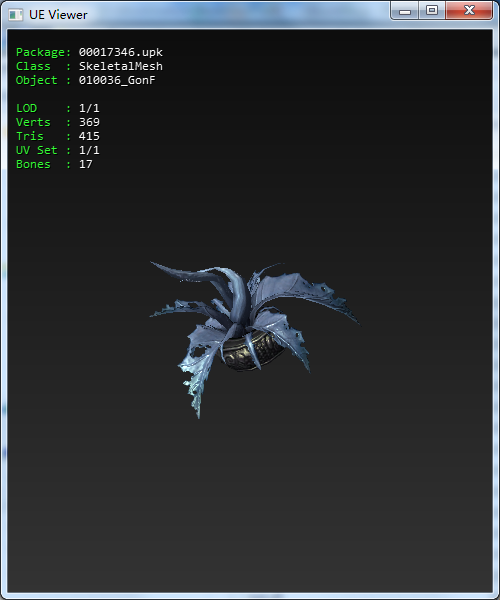 UE Viewer
Package: 00017346.upk
Class  : SkeletalMesh
Object : 010036_GonF
LOD    : 1/1
Verts  : 369
Tris   : 415
UV Set : 1/1
Bones  : 17